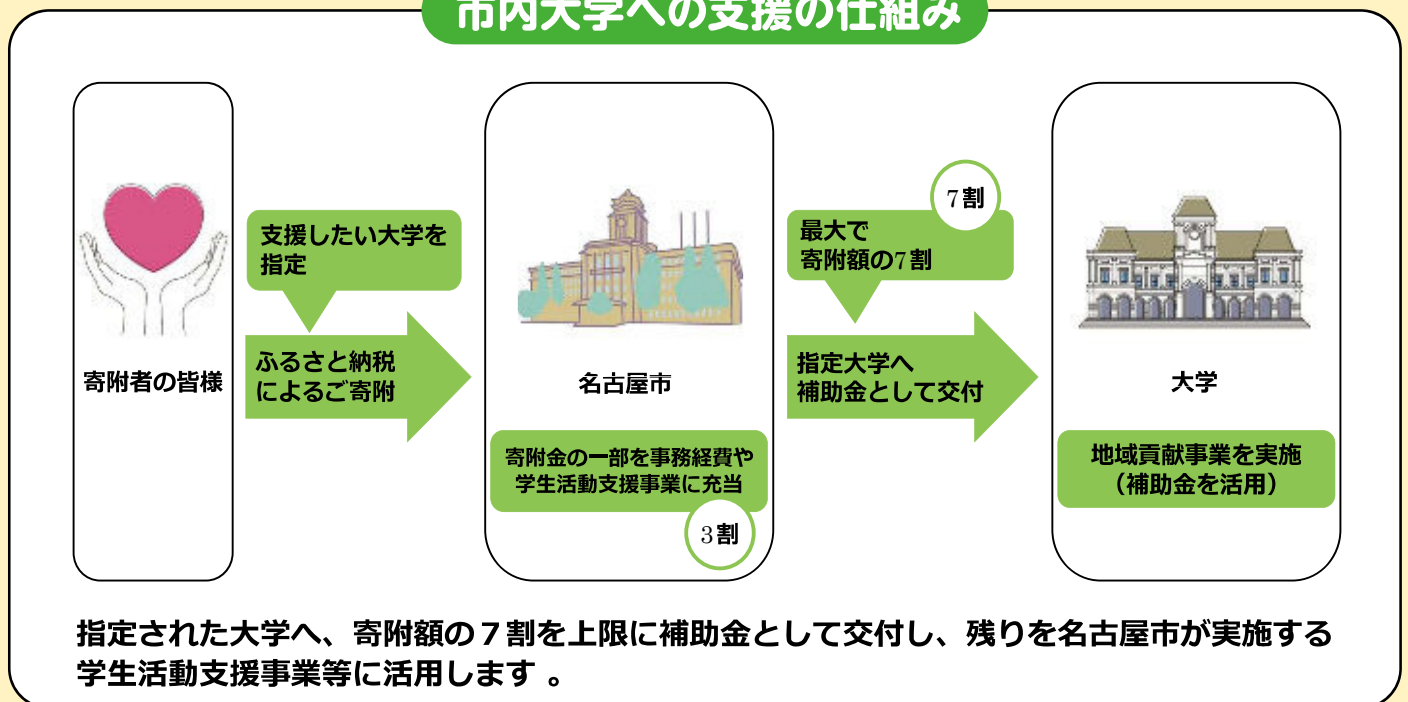 市内大学への支援の仕組み
支援したい大学を
指定
ふるさと納税
によるご寄附
寄附者の皆様
名古屋市
寄附金の一部を事務経費や
学生活動支援事業に充当
3割
7割
最大で
寄附額の7割
指定大学へ
補助金として交付
大学
地域貢献事業を実施
（補助金を活用）
指定された大学へ、寄附額の７割を上限に補助金として交付し、残りを名古屋市が実施する
学生活動支援事業等に活用します 。